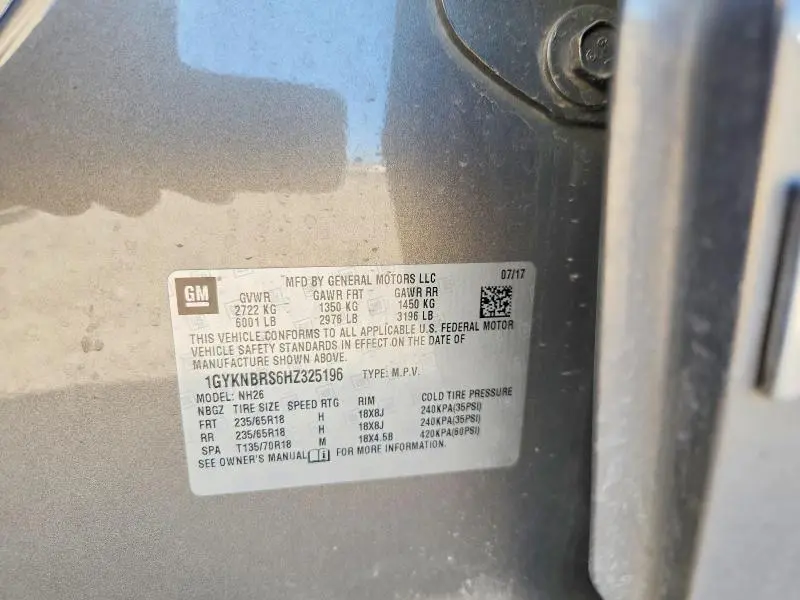 GM
MFD BY GENERAL MOTORS LLC 07/17
GVWR GAWR FRT GAWR RR
2722 KG 1350 KG 1450 KG
6001 LB 2976 LB 3196 LB
THIS VEHICLE CONFORMS TO ALL APPLICABLE U.S. FEDERAL MOTOR
VEHICLE SAFETY STANDARDS IN EFFECT ON THE DATE OF
MANUFACTURE SHOWN ABOVE.
1GYKNBRS6HZ325196 TYPE: M.P.V.
MODEL: NH26
NBGZ TIRE SIZE SPEED RTG RIM COLD TIRE PRESSURE
FRT 235/65R18 H 18X8J 240KPA(35PSI)
RR 235/65R18 H 18X8J 240KPA(35PSI)
SPA T135/70R18 M 18X4.5B 420KPA(60PSI)
SEE OWNER'S MANUAL FOR MORE INFORMATION.